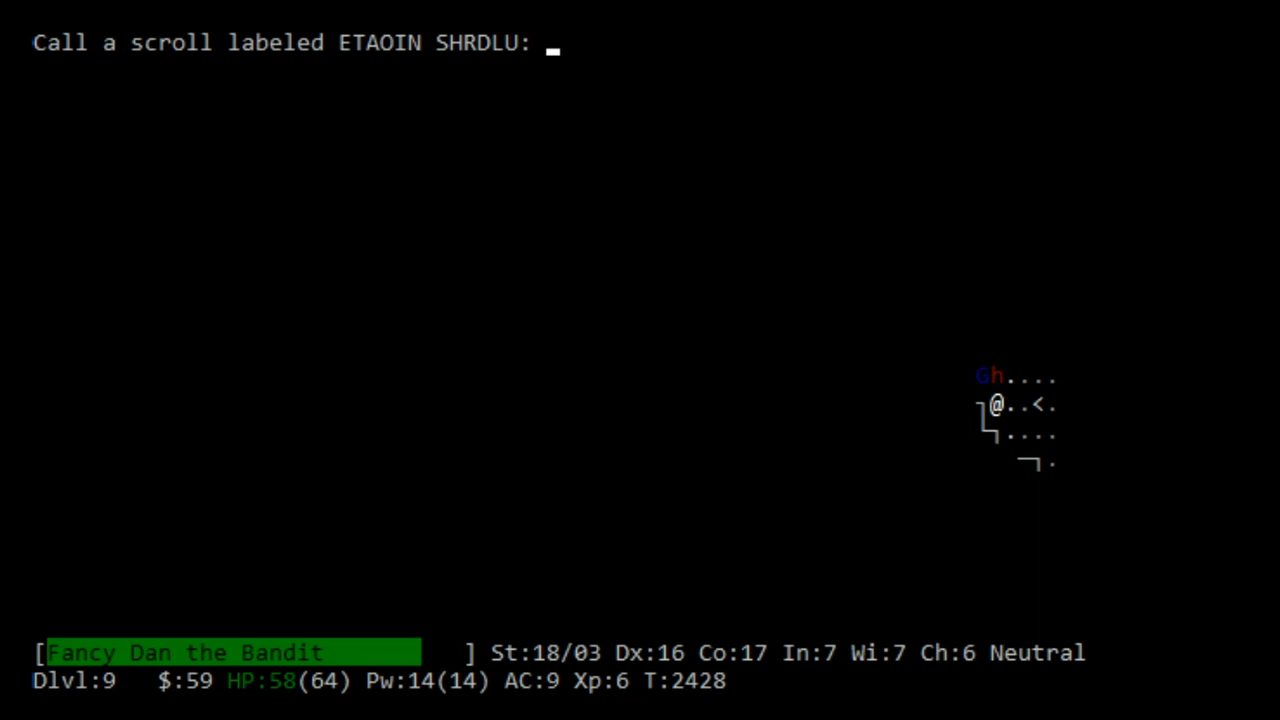 Call a scroll labeled ETAOIN SHRDLU:
Gh....
@..<.
....
.
[Fancy Dan the Bandit ] St:18/03 Dx:16 Co:17 In:7 Wi:7 Ch:6 Neutral
Dlvl:9 $:59 HP:58(64) Pw:14(14) AC:9 Xp:6 T:2428